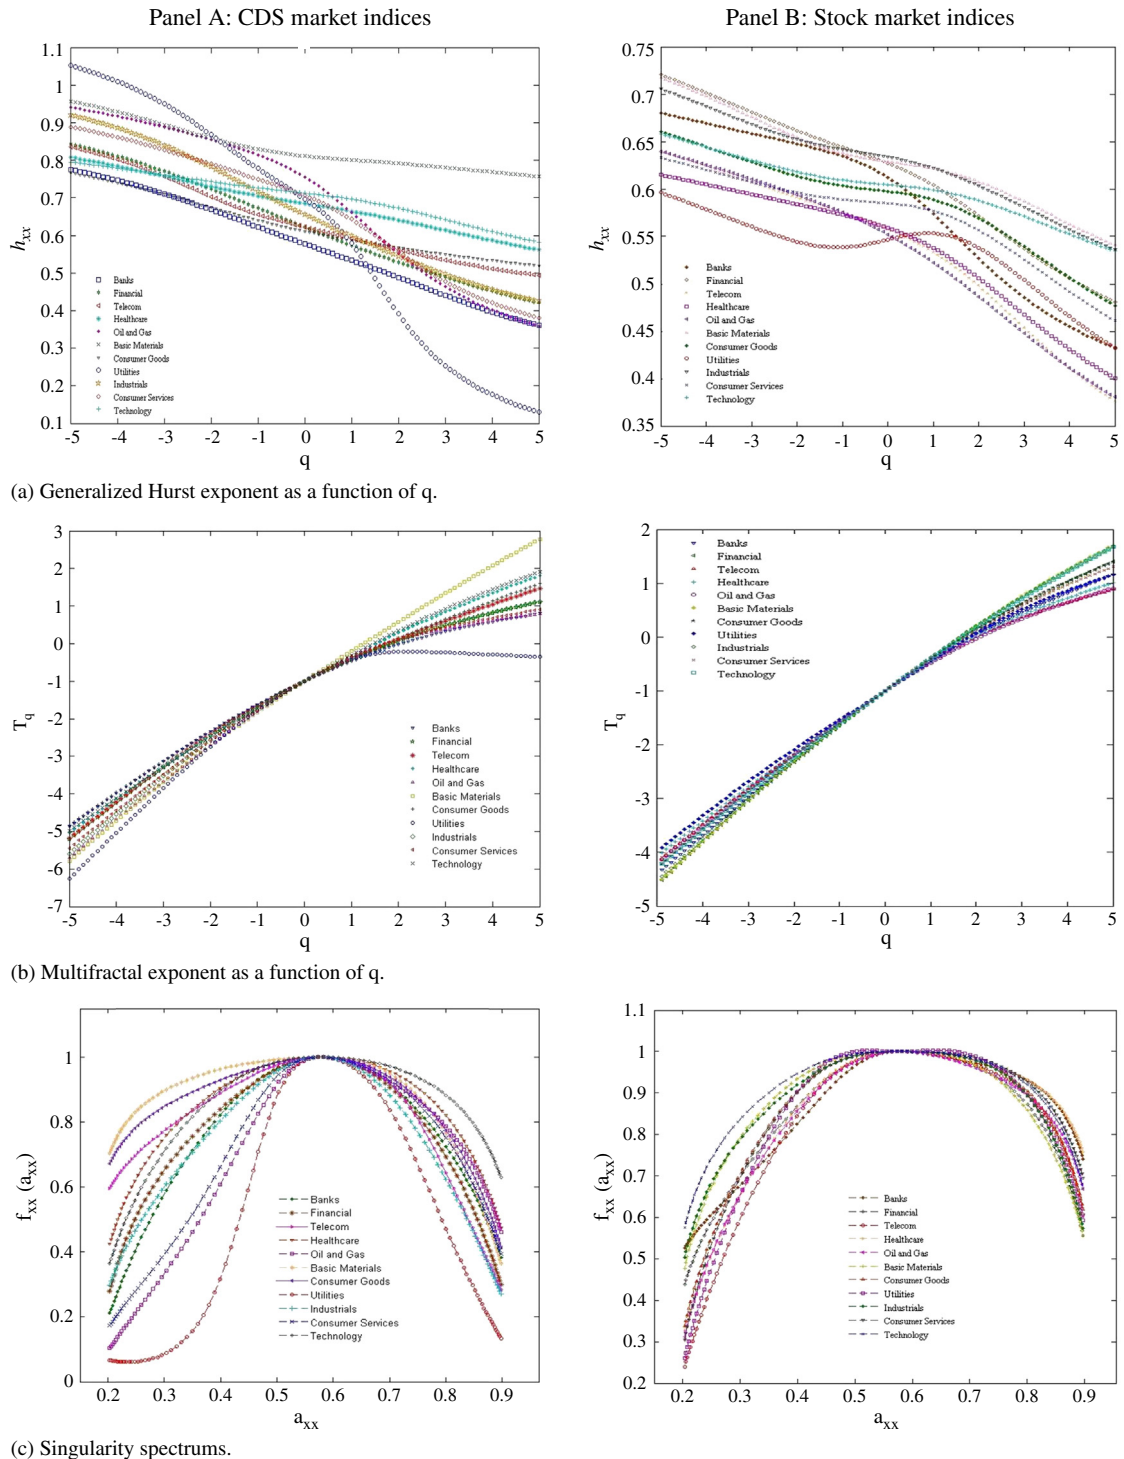 Panel A: CDS market indices
Panel B: Stock market indices
1.1
1
0.9
0.8
0.7
0.6
0.5
0.4
0.3
0.2
0.1
h_xx
Banks
Financial
Telecom
Healthcare
Oil and Gas
Basic Materials
Consumer Goods
Utilities
Industrials
Consumer Services
Technology
-5 -4 -3 -2 -1 0 1 2 3 4 5
q
0.75
0.7
0.65
0.6
0.55
0.5
0.45
0.4
0.35
h_xx
Banks
Financial
Telecom
Healthcare
Oil and Gas
Basic Materials
Consumer Goods
Utilities
Industrials
Consumer Services
Technology
-5 -4 -3 -2 -1 0 1 2 3 4 5
q
(a) Generalized Hurst exponent as a function of q.
3
2
1
0
-1
-2
-3
-4
-5
-6
-7
T_q
Banks
Financial
Telecom
Healthcare
Oil and Gas
Basic Materials
Consumer Goods
Utilities
Industrials
Consumer Services
Technology
-5 -4 -3 -2 -1 0 1 2 3 4 5
q
2
1
0
-1
-2
-3
-4
-5
T_q
Banks
Financial
Telecom
Healthcare
Oil and Gas
Basic Materials
Consumer Goods
Utilities
Industrials
Consumer Services
Technology
-5 -4 -3 -2 -1 0 1 2 3 4 5
q
(b) Multifractal exponent as a function of q.
1
0.8
0.6
0.4
0.2
0
f_xx (a_xx)
Banks
Financial
Telecom
Healthcare
Oil and Gas
Basic Materials
Consumer Goods
Utilities
Industrials
Consumer Services
Technology
0.2 0.3 0.4 0.5 0.6 0.7 0.8 0.9
a_xx
1.1
1
0.9
0.8
0.7
0.6
0.5
0.4
0.3
0.2
f_xx (a_xx)
Banks
Financial
Telecom
Healthcare
Oil and Gas
Basic Materials
Consumer Goods
Utilities
Industrials
Consumer Services
Technology
0.2 0.3 0.4 0.5 0.6 0.7 0.8 0.9
a_xx
(c) Singularity spectrums.